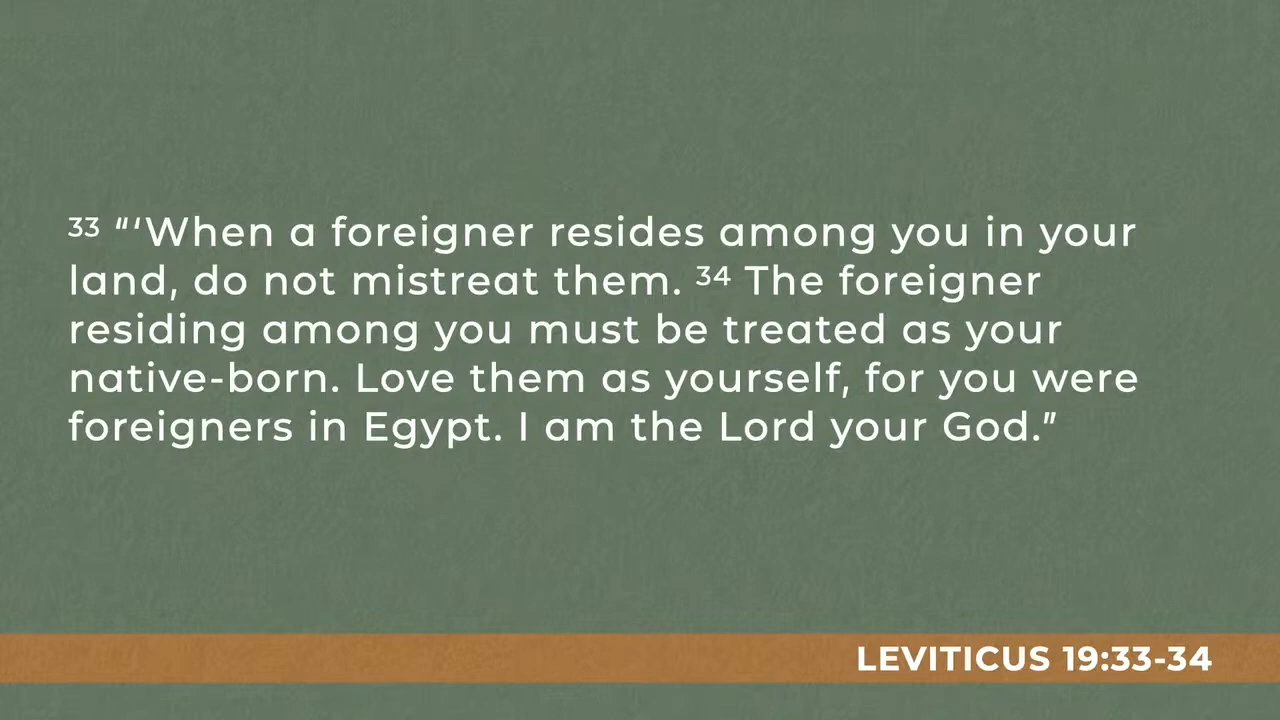 ³³ “‘When a foreigner resides among you in your
land, do not mistreat them. ³⁴ The foreigner
residing among you must be treated as your
native-born. Love them as yourself, for you were
foreigners in Egypt. I am the Lord your God.”
LEVITICUS 19:33-34